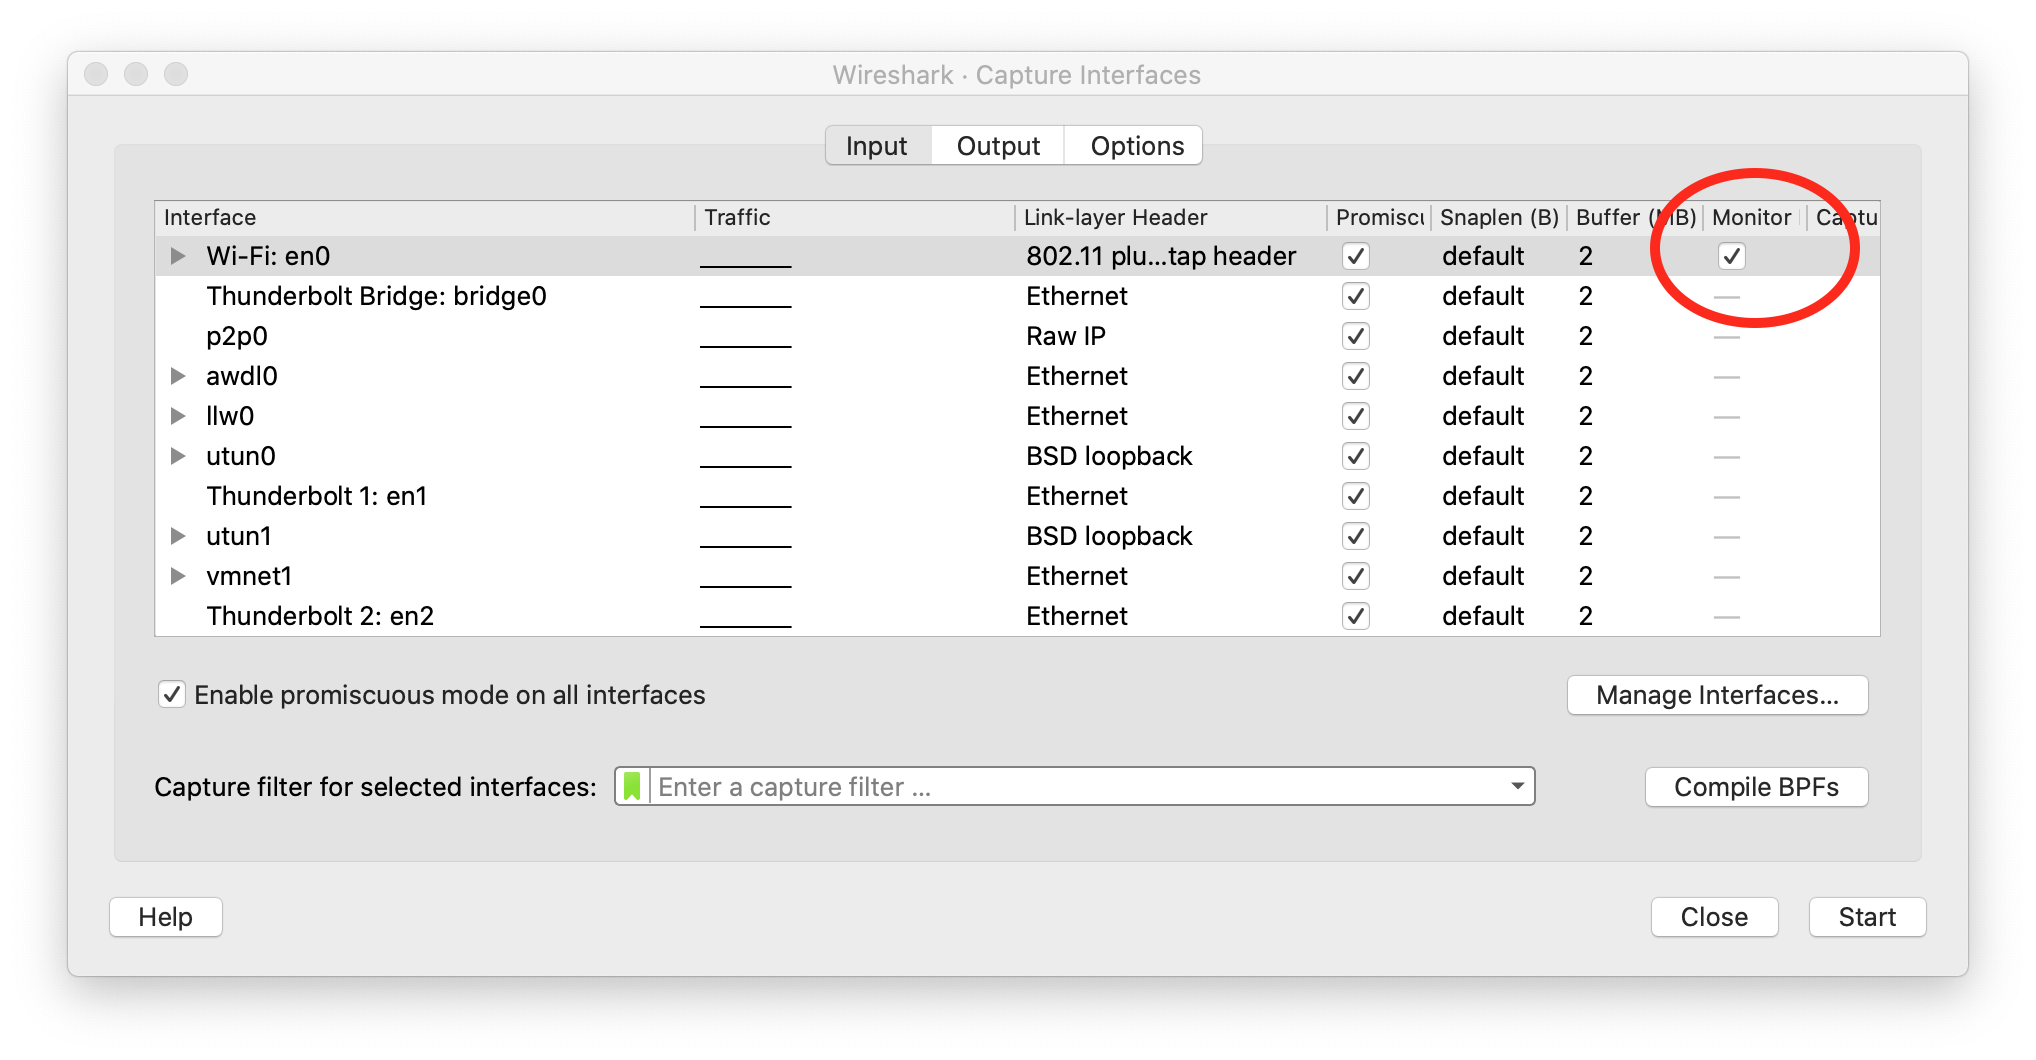 Wireshark · Capture Interfaces
Input Output Options
Interface Traffic Link-layer Header Promiscu Snaplen (B) Buffer (MB) Monitor Captu
Wi-Fi: en0 802.11 plu...tap header default 2
Thunderbolt Bridge: bridge0 Ethernet default 2 —
p2p0 Raw IP default 2 —
awdl0 Ethernet default 2 —
llw0 Ethernet default 2 —
utun0 BSD loopback default 2 —
Thunderbolt 1: en1 Ethernet default 2 —
utun1 BSD loopback default 2 —
vmnet1 Ethernet default 2 —
Thunderbolt 2: en2 Ethernet default 2 —
Enable promiscuous mode on all interfaces Manage Interfaces...
Capture filter for selected interfaces: Enter a capture filter ... Compile BPFs
Help Close Start